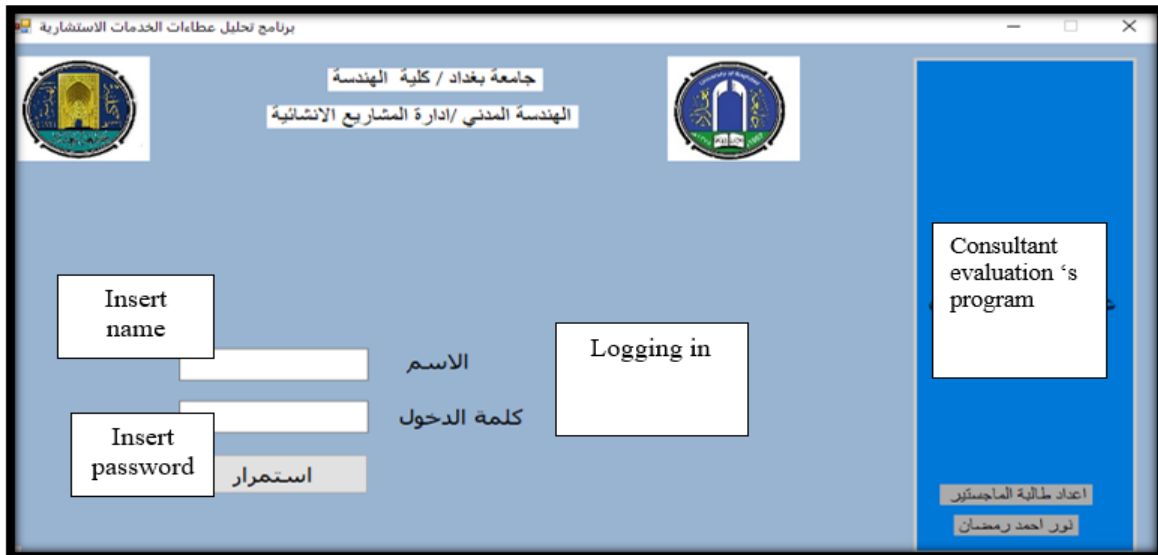 برنامج تحليل عطاءات الخدمات الاستشارية
جامعة بغداد / كلية الهندسة
الهندسة المدني /ادارة المشاريع الانشائية
Consultant
evaluation ‘s
program
Insert
name
الاسم
Logging in
كلمة الدخول
Insert
password
استمرار
اعداد طالبة الماجستير
نور احمد رمضان